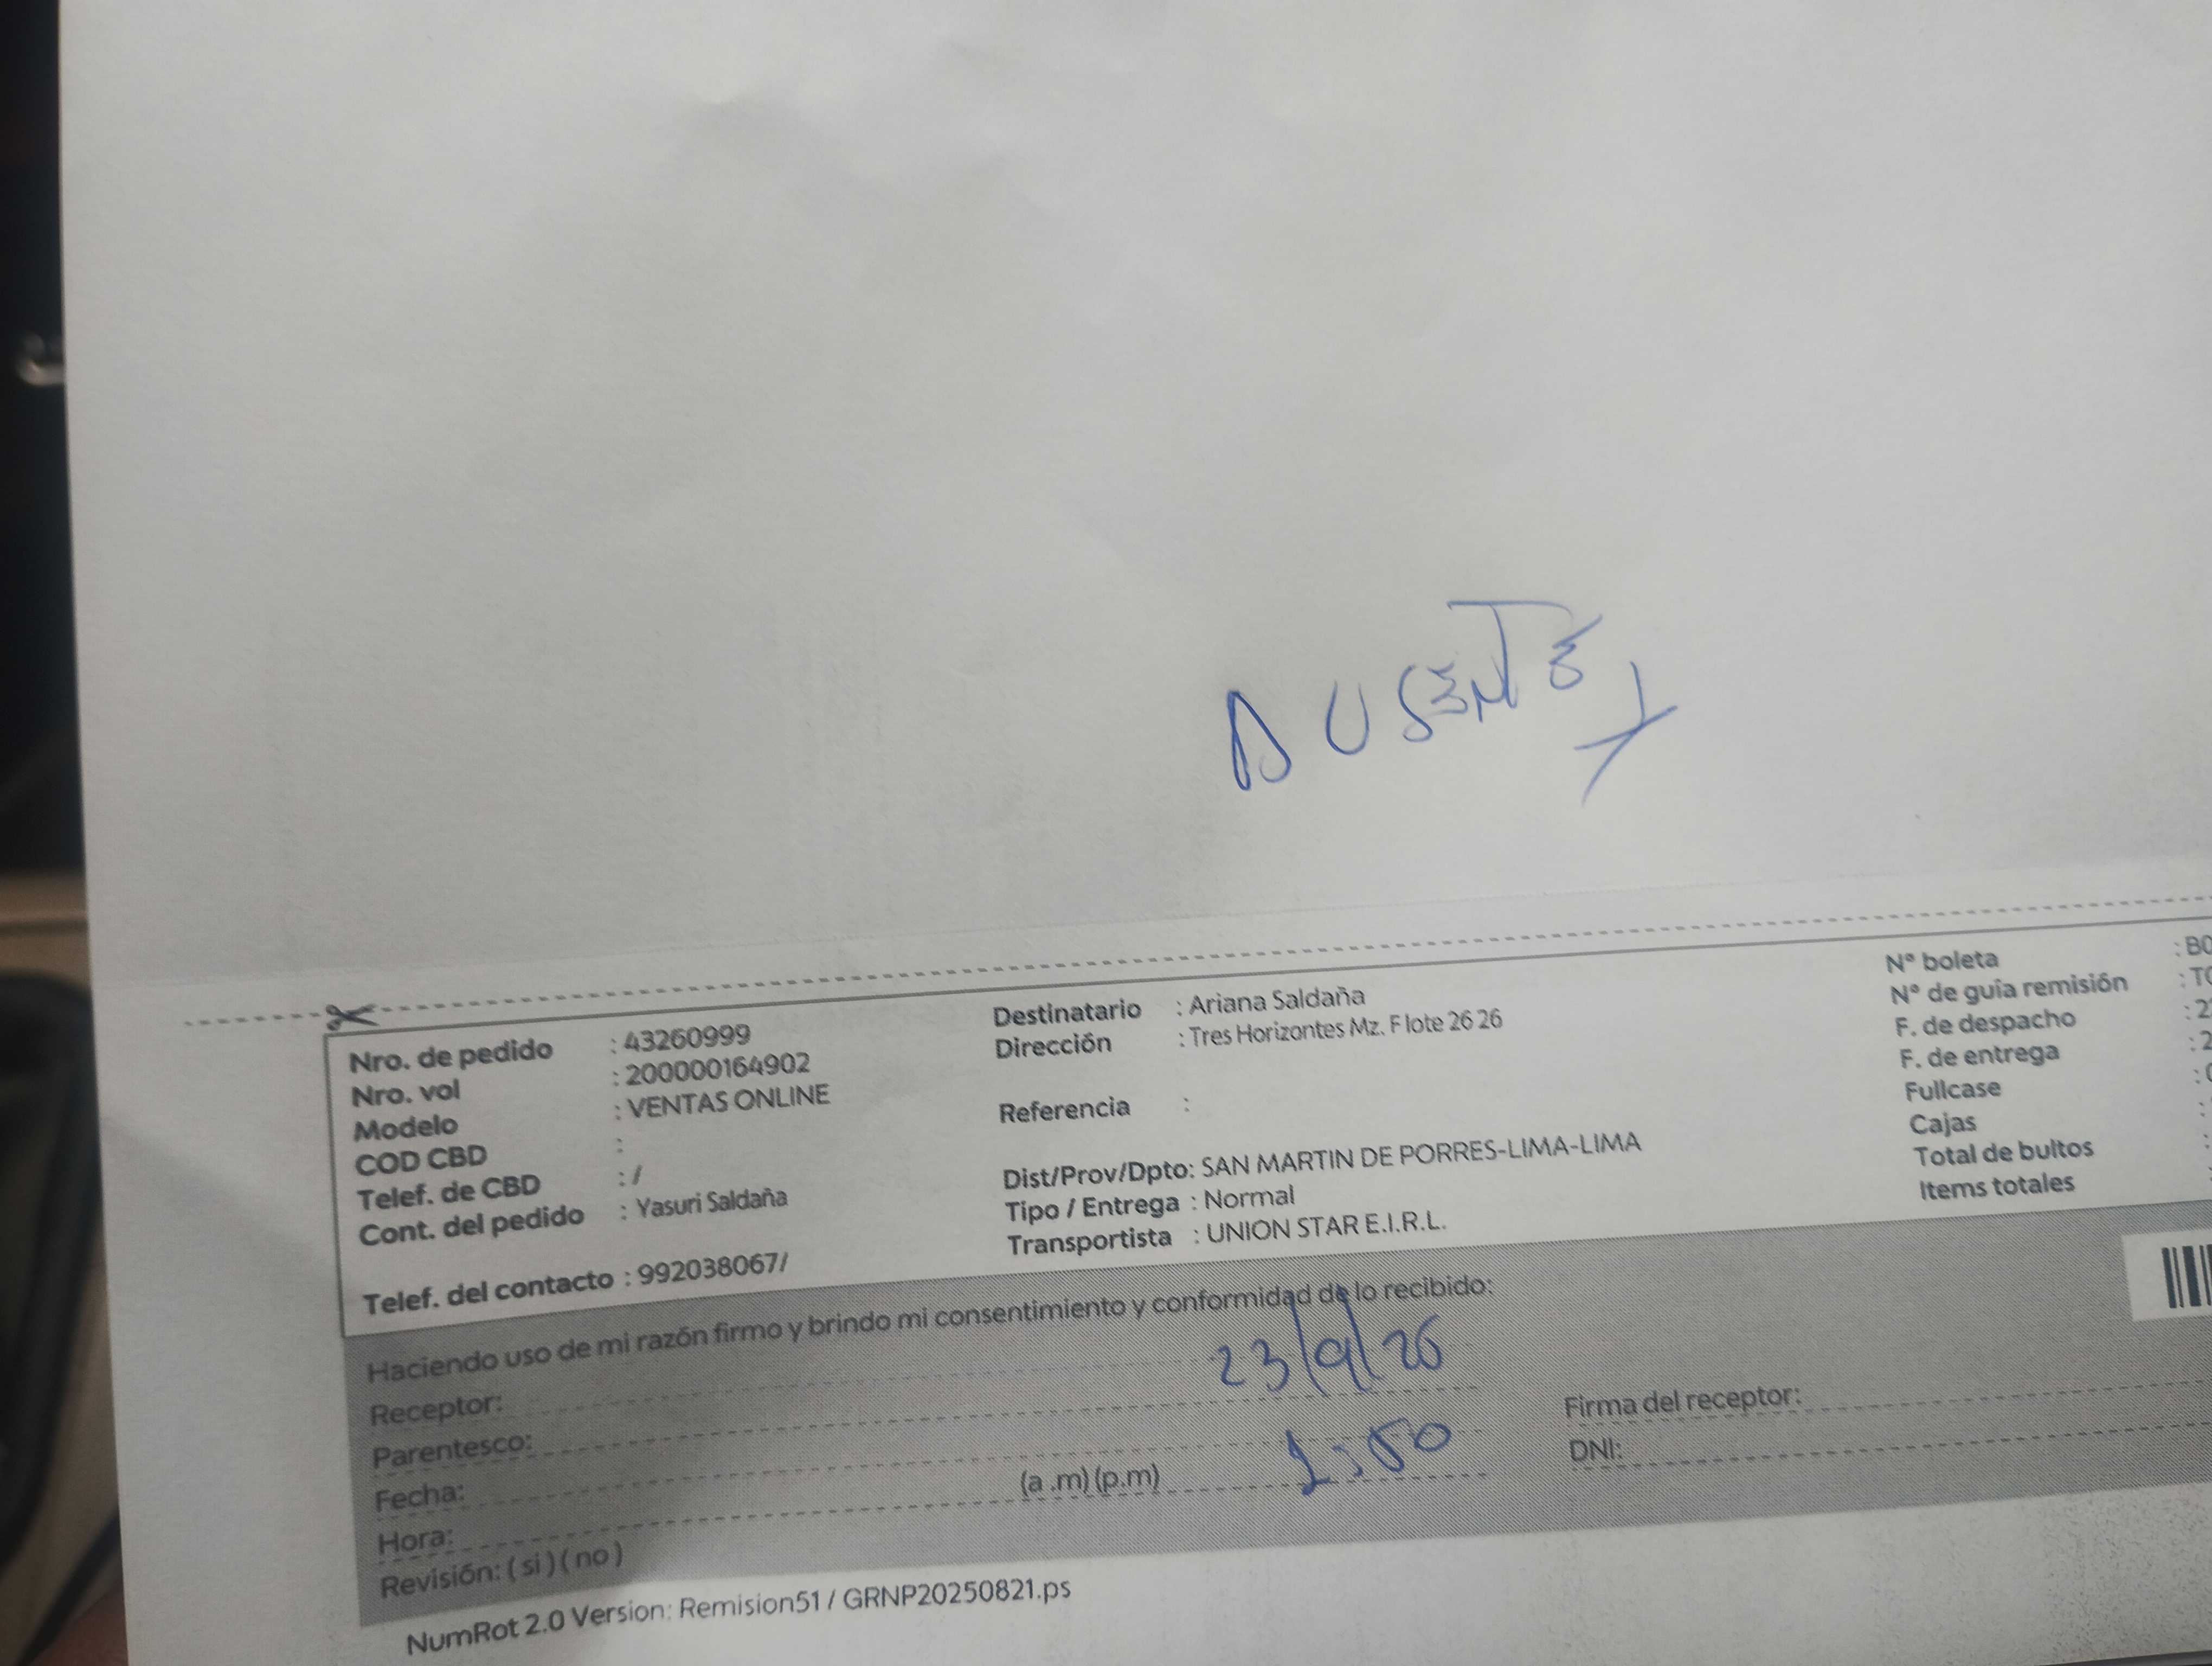 AUSENTE
Nro. de pedido : 43260999
Nro. vol : 200000164902
Modelo : VENTAS ONLINE
COD CBD :
Telef. de CBD : /
Cont. del pedido : Yasuri Saldaña
Telef. del contacto : 992038067/
Destinatario : Ariana Saldaña
Dirección : Tres Horizontes Mz. F lote 26 26
Referencia :
Dist/Prov/Dpto: SAN MARTIN DE PORRES-LIMA-LIMA
Tipo / Entrega : Normal
Transportista : UNION STAR E.I.R.L.
N° boleta : B0
N° de guía remisión
F. de despacho : 2
F. de entrega : 2
Fullcase
Cajas :
Total de bultos :
Items totales
Haciendo uso de mi razón firmo y brindo mi consentimiento y conformidad de lo recibido:
Receptor:
23/9/26
Parentesco:
Fecha:
Hora: (a .m) (p.m) 1:50
Revisión: ( si ) ( no )
Firma del receptor:
DNI:
NumRot 2.0 Version: Remision51 / GRNP20250821.ps